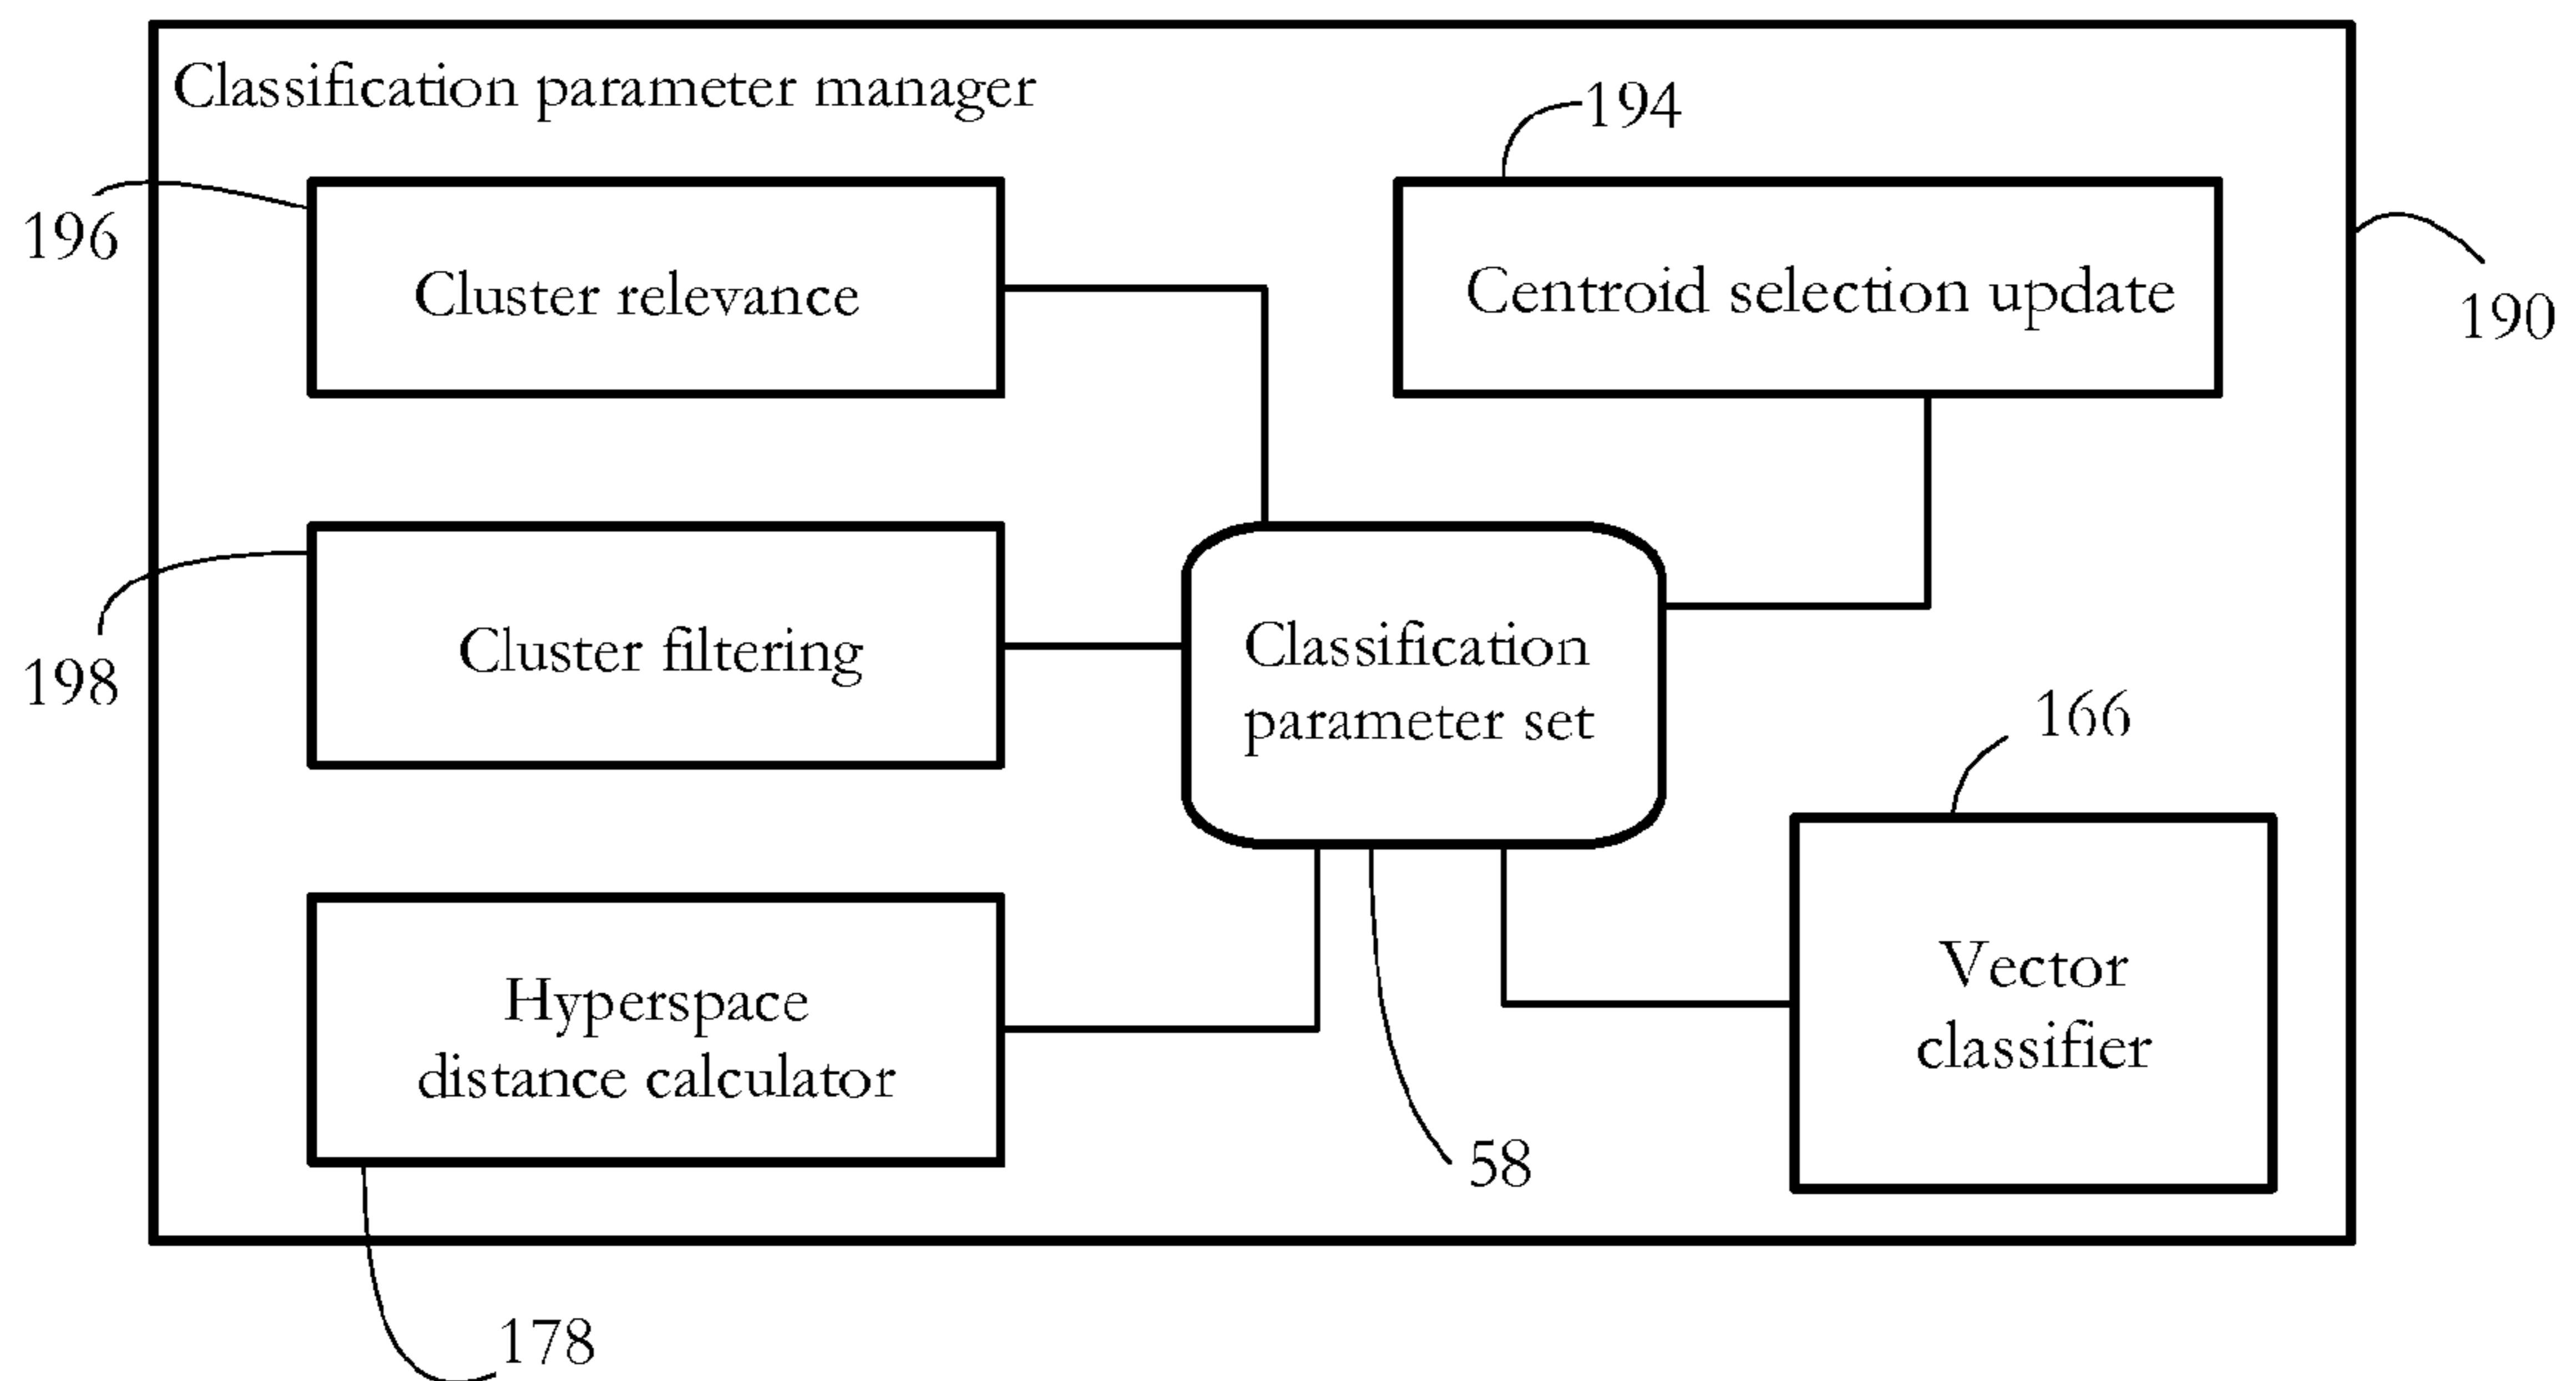 Classification parameter manager
194
196
Cluster relevance
Centroid selection update
190
198
Cluster filtering
Classification
parameter set
166
Hyperspace
distance calculator
Vector
classifier
58
178